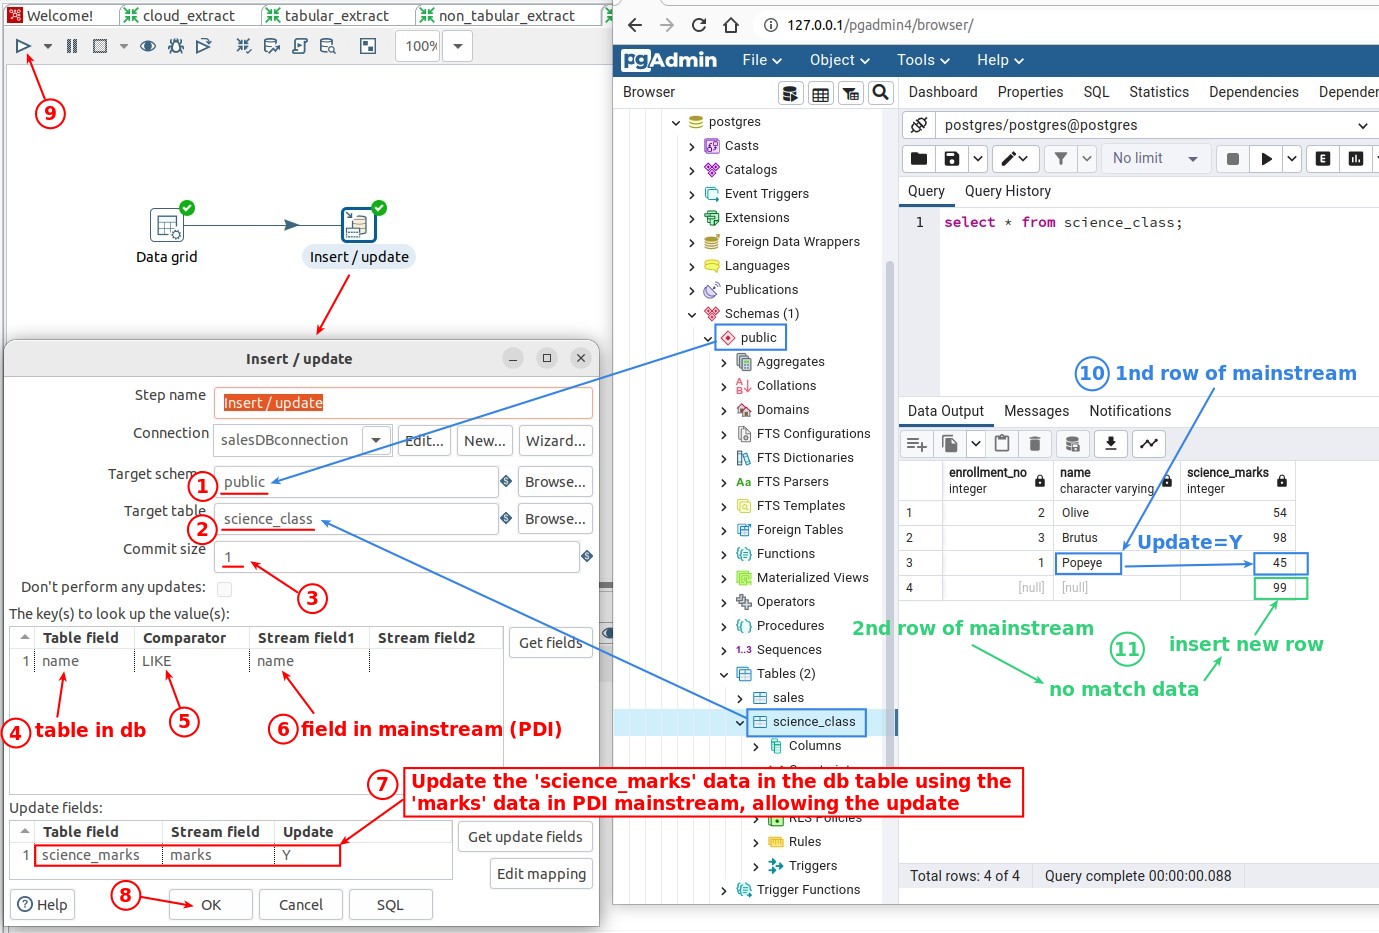 Welcome!
cloud_extract
tabular_extract
non_tabular_extract
100%
9
Data grid
Insert / update
Insert / update
Step name
Insert / update
Connection
salesDBconnection
Edit...
New...
Wizard...
Target schema
1
public
Browse...
Target table
2
science_class
Browse...
Commit size
1
3
Don't perform any updates:
The key(s) to look up the value(s):
Table field Comparator Stream field1 Stream field2
1 name LIKE name
Get fields
4 table in db
5
6 field in mainstream (PDI)
7 Update the 'science_marks' data in the db table using the
'marks' data in PDI mainstream, allowing the update
Update fields:
Table field Stream field Update
1 science_marks marks Y
Get update fields
Edit mapping
8
Help
OK
Cancel
SQL
127.0.0.1/pgadmin4/browser/
pgAdmin
File Object Tools Help
Browser
Dashboard Properties SQL Statistics Dependencies Depender
postgres
Casts
Catalogs
Event Triggers
Extensions
Foreign Data Wrappers
Languages
Publications
Schemas (1)
public
Aggregates
Collations
Domains
FTS Configurations
FTS Dictionaries
Aa FTS Parsers
FTS Templates
Foreign Tables
Functions
Materialized Views
Operators
Procedures
1..3 Sequences
Tables (2)
sales
science_class
Columns
RLS Policies
Rules
Triggers
Trigger Functions
postgres/postgres@postgres
No limit
E
Query Query History
1 select * from science_class;
10 1nd row of mainstream
Data Output Messages Notifications
enrollment_no name science_marks
integer character varying integer
1 2 Olive 54
2 3 Brutus 98
Update=Y
3 1 Popeye 45
4 [null] [null] 99
2nd row of mainstream
11
insert new row
no match data
Total rows: 4 of 4 Query complete 00:00:00.088